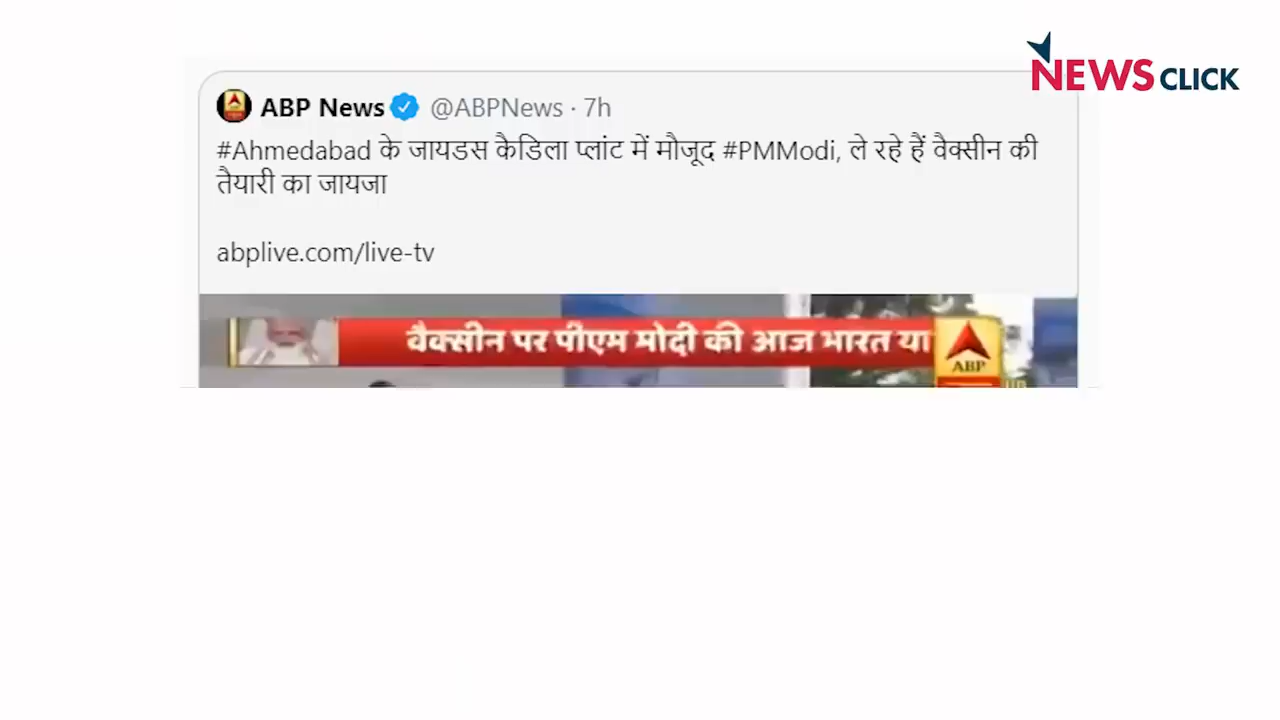 NEWSCLICK
ABP News @ABPNews · 7h
#Ahmedabad के जायडस कैडिला प्लांट में मौजूद #PMModi, ले रहे हैं वैक्सीन की
तैयारी का जायजा
abplive.com/live-tv
वैक्सीन पर पीएम मोदी की आज भारत या
ABP